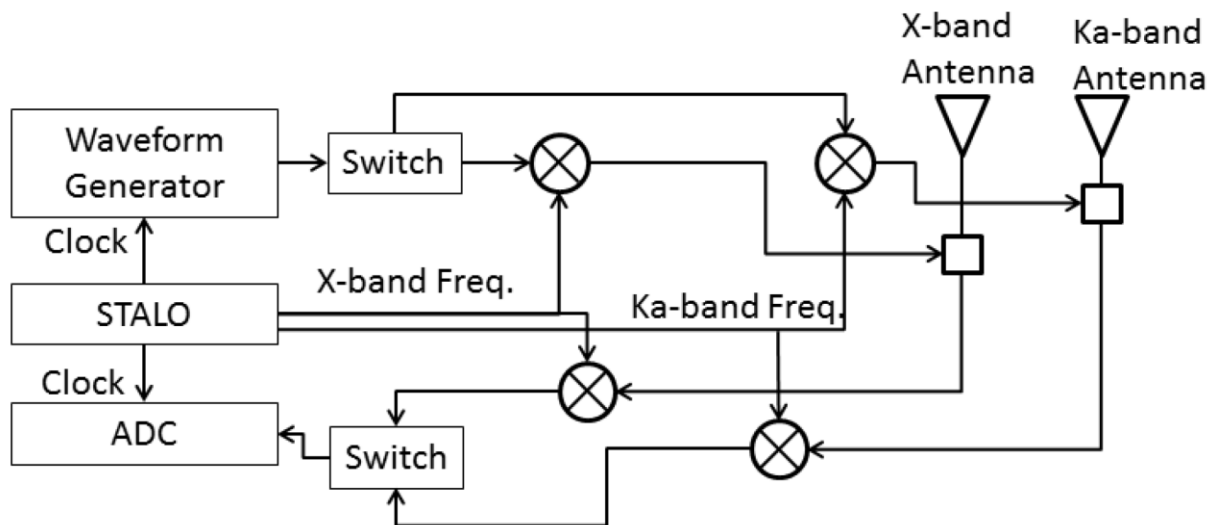 X-band
Antenna
Ka-band
Antenna
Waveform
Generator
Switch
Clock
X-band Freq.
STALO
Ka-band Freq.
Clock
ADC
Switch